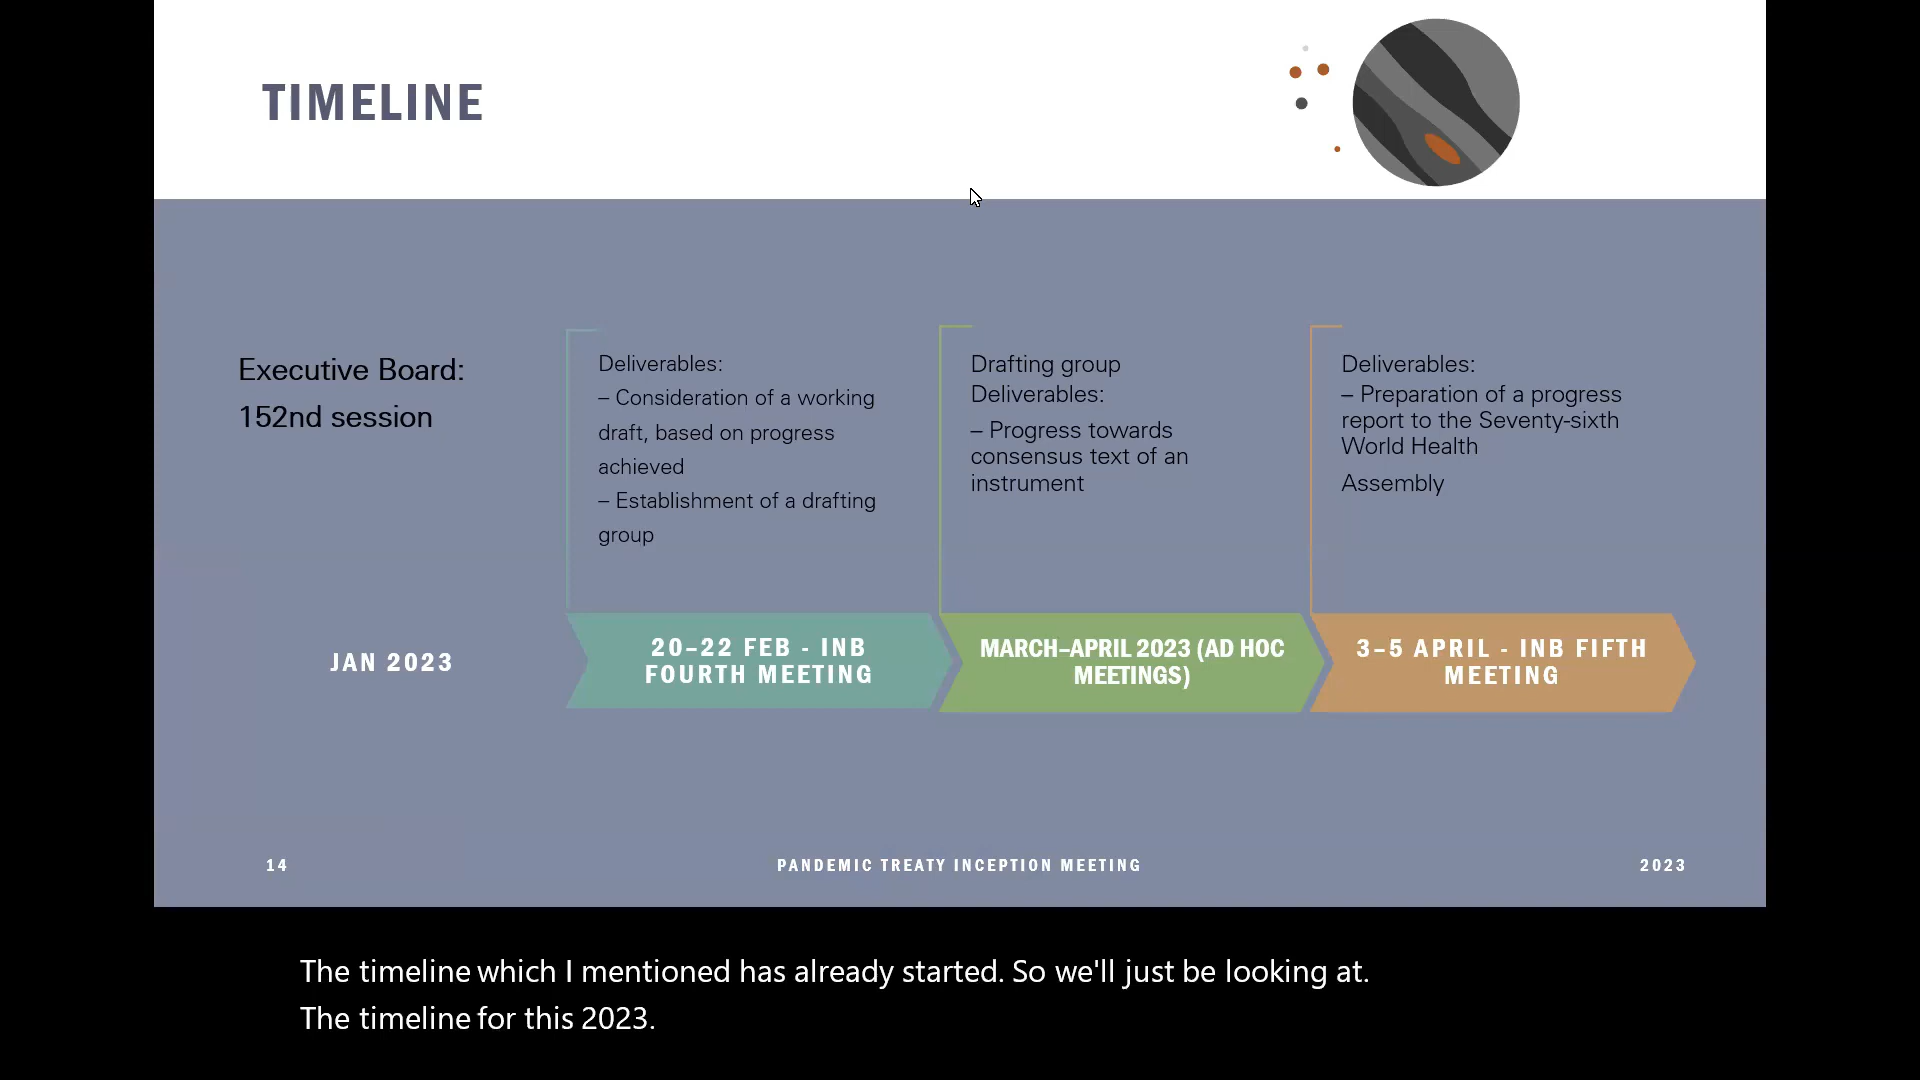 TIMELINE
Executive Board:
152nd session
Deliverables:
– Consideration of a working
draft, based on progress
achieved
– Establishment of a drafting
group
Drafting group
Deliverables:
– Progress towards
consensus text of an
instrument
Deliverables:
– Preparation of a progress
report to the Seventy-sixth
World Health
Assembly
JAN 2023
20–22 FEB - INB
FOURTH MEETING
MARCH–APRIL 2023 (AD HOC
MEETINGS)
3–5 APRIL - INB FIFTH
MEETING
14
PANDEMIC TREATY INCEPTION MEETING
2023
The timeline which I mentioned has already started. So we'll just be looking at.
The timeline for this 2023.